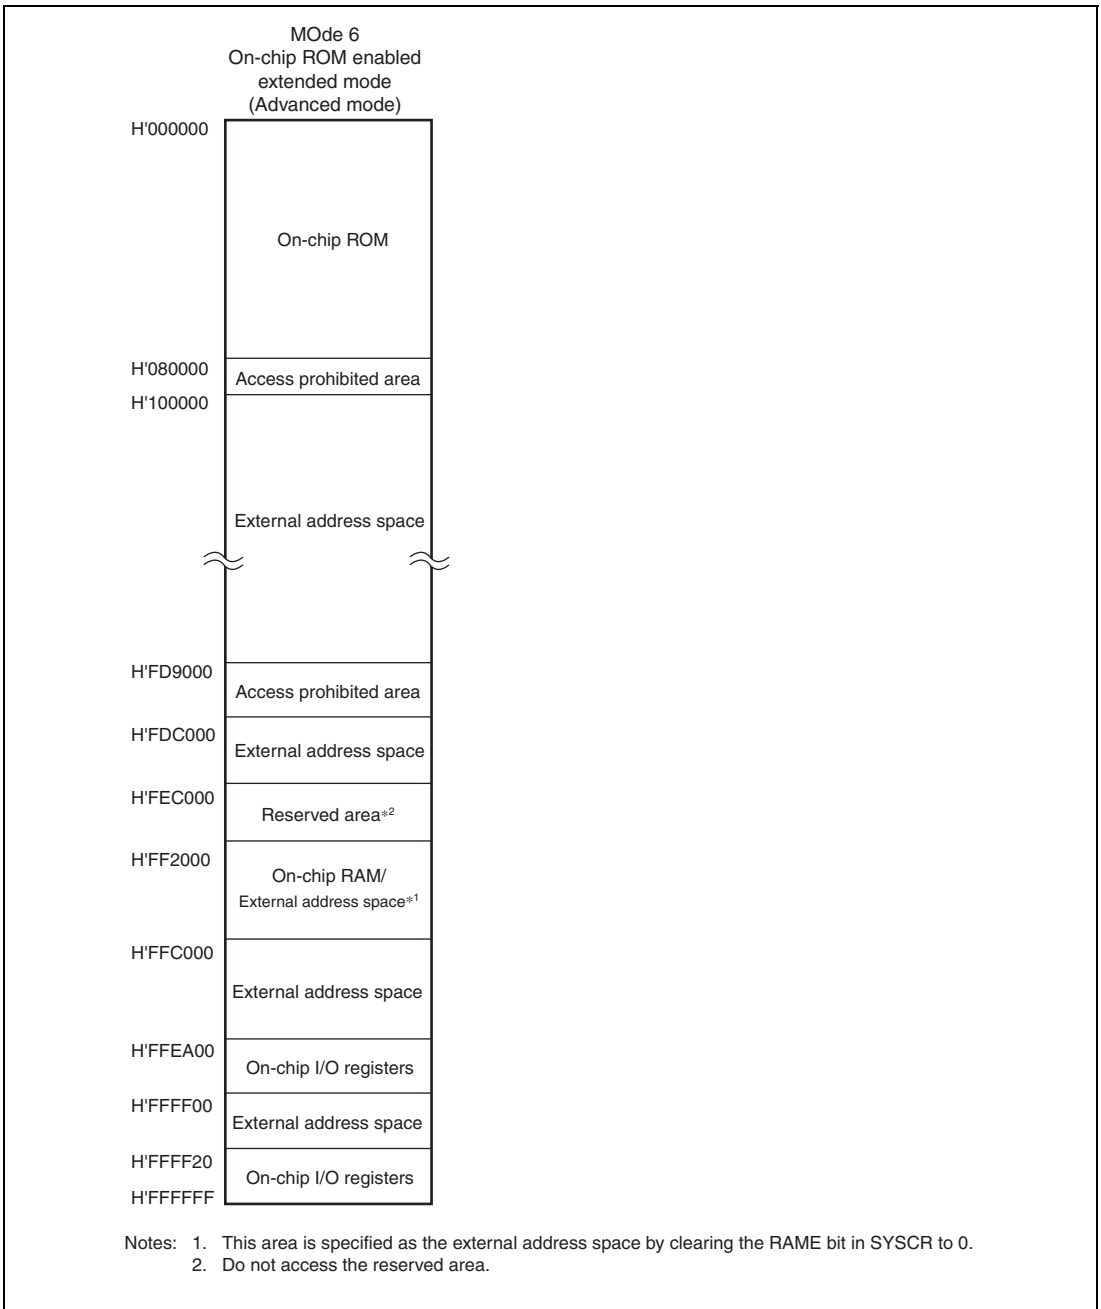 MOde 6
On-chip ROM enabled
extended mode
(Advanced mode)
H'000000
On-chip ROM
H'080000
Access prohibited area
H'100000
External address space
H'FD9000
Access prohibited area
H'FDC000
External address space
H'FEC000
Reserved area*2
H'FF2000
On-chip RAM/
External address space*1
H'FFC000
External address space
H'FFEA00
On-chip I/O registers
H'FFFF00
External address space
H'FFFF20
On-chip I/O registers
H'FFFFFF
Notes: 1. This area is specified as the external address space by clearing the RAME bit in SYSCR to 0.
2. Do not access the reserved area.